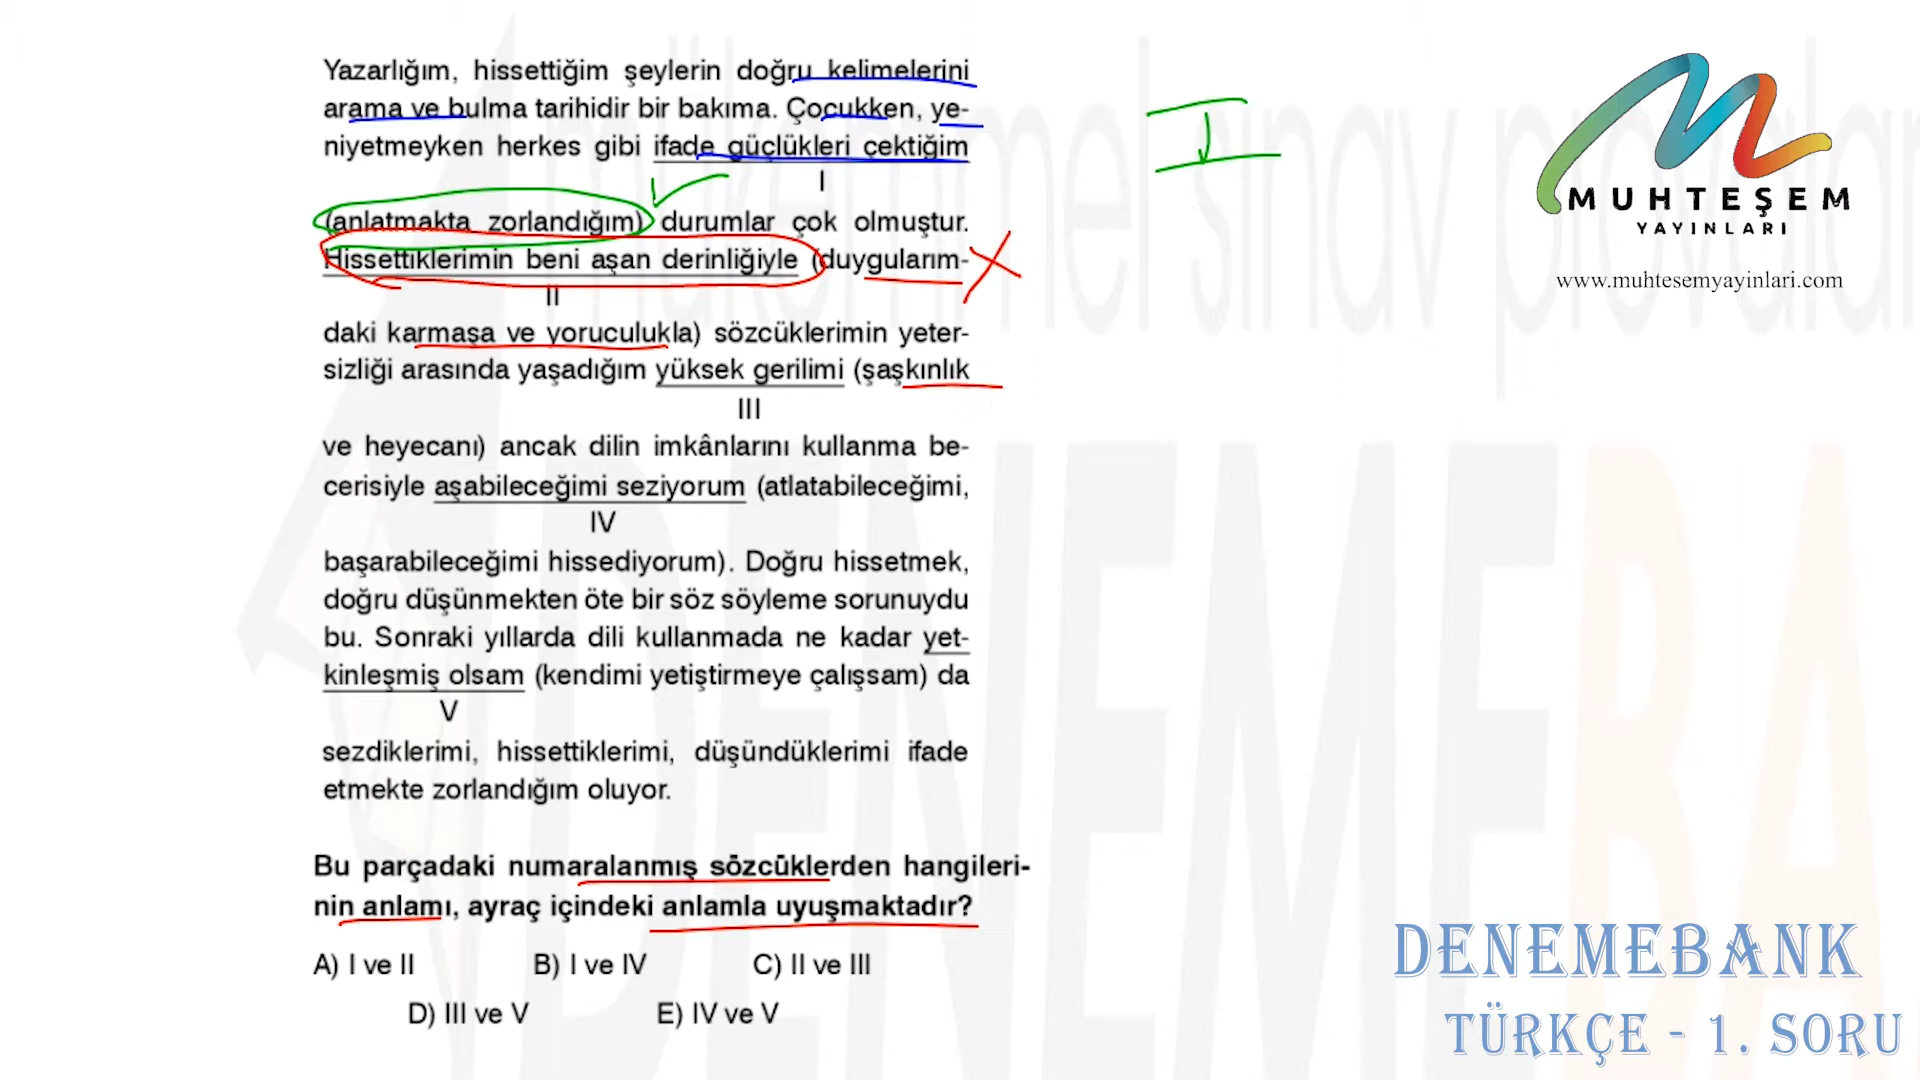 Yazarlığım, hissettiğim şeylerin doğru kelimelerini
arama ve bulma tarihidir bir bakıma. Çocukken, ye-
niyetmeyken herkes gibi ifade güçlükleri çektiğim
I
(anlatmakta zorlandığım) durumlar çok olmuştur.
Hissettiklerimin beni aşan derinliğiyle (duygularım-
II
daki karmaşa ve yoruculukla) sözcüklerimin yeter-
sizliği arasında yaşadığım yüksek gerilimi (şaşkınlık
III
ve heyecanı) ancak dilin imkânlarını kullanma be-
cerisiyle aşabileceğimi seziyorum (atlatabileceğimi,
IV
başarabileceğimi hissediyorum). Doğru hissetmek,
doğru düşünmekten öte bir söz söyleme sorunuydu
bu. Sonraki yıllarda dili kullanmada ne kadar yet-
kinleşmiş olsam (kendimi yetiştirmeye çalışsam) da
V
sezdiklerimi, hissettiklerimi, düşündüklerimi ifade
etmekte zorlandığım oluyor.
Bu parçadaki numaralanmış sözcüklerden hangileri-
nin anlamı, ayraç içindeki anlamla uyuşmaktadır?
A) I ve II B) I ve IV C) II ve III
D) III ve V E) IV ve V
I
MUHTEŞEM
YAYINLARI
www.muhtesemyayinlari.com
DENEMEBANK
TÜRKÇE - 1. SORU